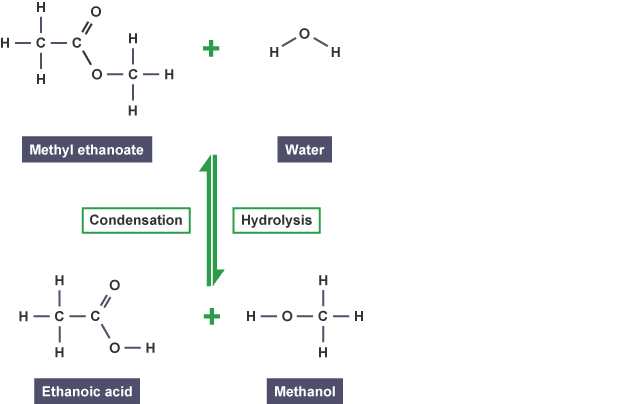 H
O
H
C
C
H
O
H
O
C
H
H
+
O
H
H
Methyl ethanoate
Water
Condensation
Hydrolysis
H
O
H
C
C
H
O
H
+
H
H
O
C
H
H
Ethanoic acid
Methanol